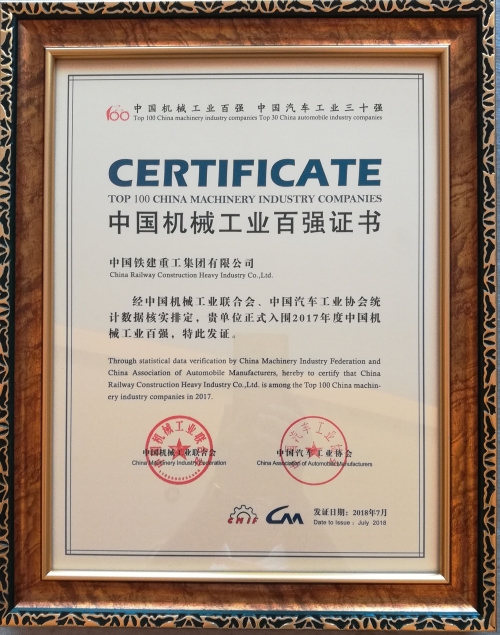 100 中国机械工业百强 中国汽车工业三十强
Top 100 China machinery industry companies Top 30 China automobile industry companies
CERTIFICATE
TOP 100 CHINA MACHINERY INDUSTRY COMPANIES
中国机械工业百强证书
中国铁建重工集团有限公司
China Railway Construction Heavy Industry Co.,Ltd.
经中国机械工业联合会、中国汽车工业协会统
计数据核实排定，贵单位正式入围2017年度中国机
械工业百强，特此发证。
Through statistical data verification by China Machinery Industry Federation and
China Association of Automobile Manufacturers, hereby to certify that China
Railway Construction Heavy Industry Co.,Ltd. is among the Top 100 China machin-
ery industry companies in 2017.
中国机械工业联合会
China Machinery Industry Federation
中国汽车工业协会
China Association of Automobile Manufacturers
CMIF
发证日期：2018年7月
Date to Issue : July 2018